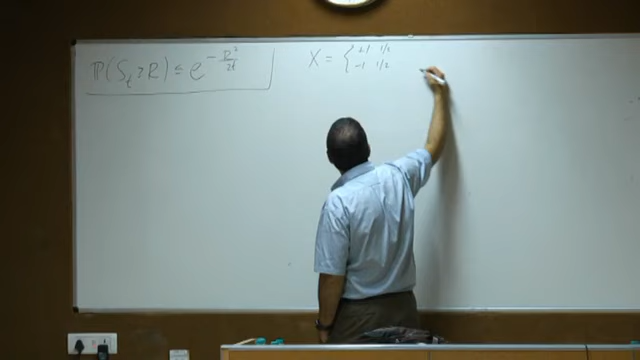 ℙ(S_t ≥ R) ≤ e^{-R²/2t}
X = { +1 1/2
-1 1/2